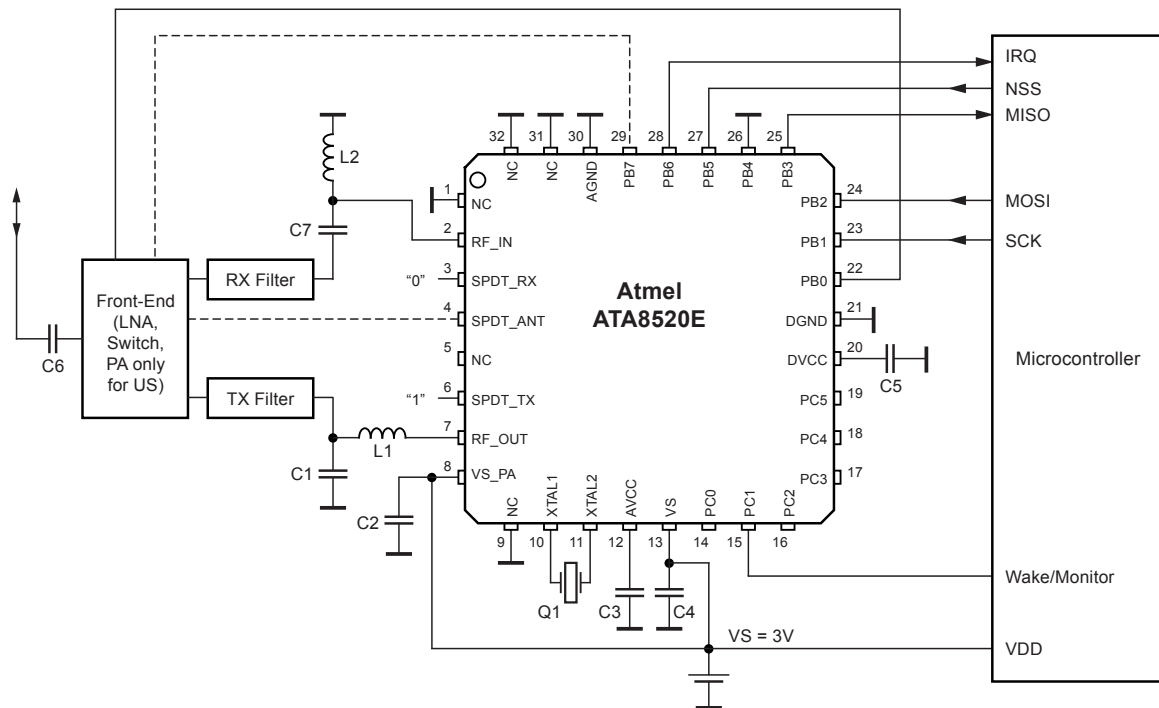 IRQ
NSS
MISO
MOSI
SCK
Microcontroller
Wake/Monitor
VDD
32
31
30
29
28
27
26
25
NC
NC
AGND
PB7
PB6
PB5
PB4
PB3
L2
C7
RX Filter
Front-End
(LNA,
Switch,
PA only
for US)
C6
TX Filter
L1
C1
C2
1
NC
2
RF_IN
"0"
3
SPDT_RX
4
SPDT_ANT
5
NC
"1"
6
SPDT_TX
7
RF_OUT
8
VS_PA
Atmel
ATA8520E
PB2
24
PB1
23
PB0
22
DGND
21
DVCC
20
C5
PC5
19
PC4
18
PC3
17
NC
XTAL1
XTAL2
AVCC
VS
PC0
PC1
PC2
9
10
11
12
13
14
15
16
Q1
C3
C4
VS = 3V